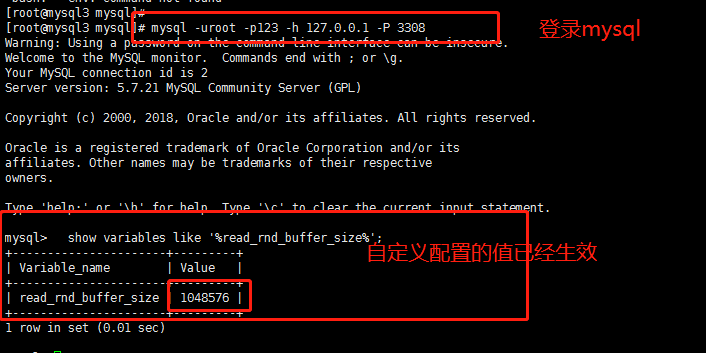 [root@mysql3 mysql]#
[root@mysql3 mysql]# mysql -uroot -p123 -h 127.0.0.1 -P 3308
登录mysql
Warning: Using a password on the command line interface can be insecure.
Welcome to the MySQL monitor.  Commands end with ; or \g.
Your MySQL connection id is 2
Server version: 5.7.21 MySQL Community Server (GPL)
Copyright (c) 2000, 2018, Oracle and/or its affiliates. All rights reserved.
Oracle is a registered trademark of Oracle Corporation and/or its
affiliates. Other names may be trademarks of their respective
owners.
Type 'help;' or '\h' for help. Type '\c' to clear the current input statement.
mysql>   show variables like '%read_rnd_buffer_size%';
自定义配置的值已经生效
+----------------------+---------+
| Variable_name        | Value   |
+----------------------+---------+
| read_rnd_buffer_size | 1048576 |
+----------------------+---------+
1 row in set (0.01 sec)